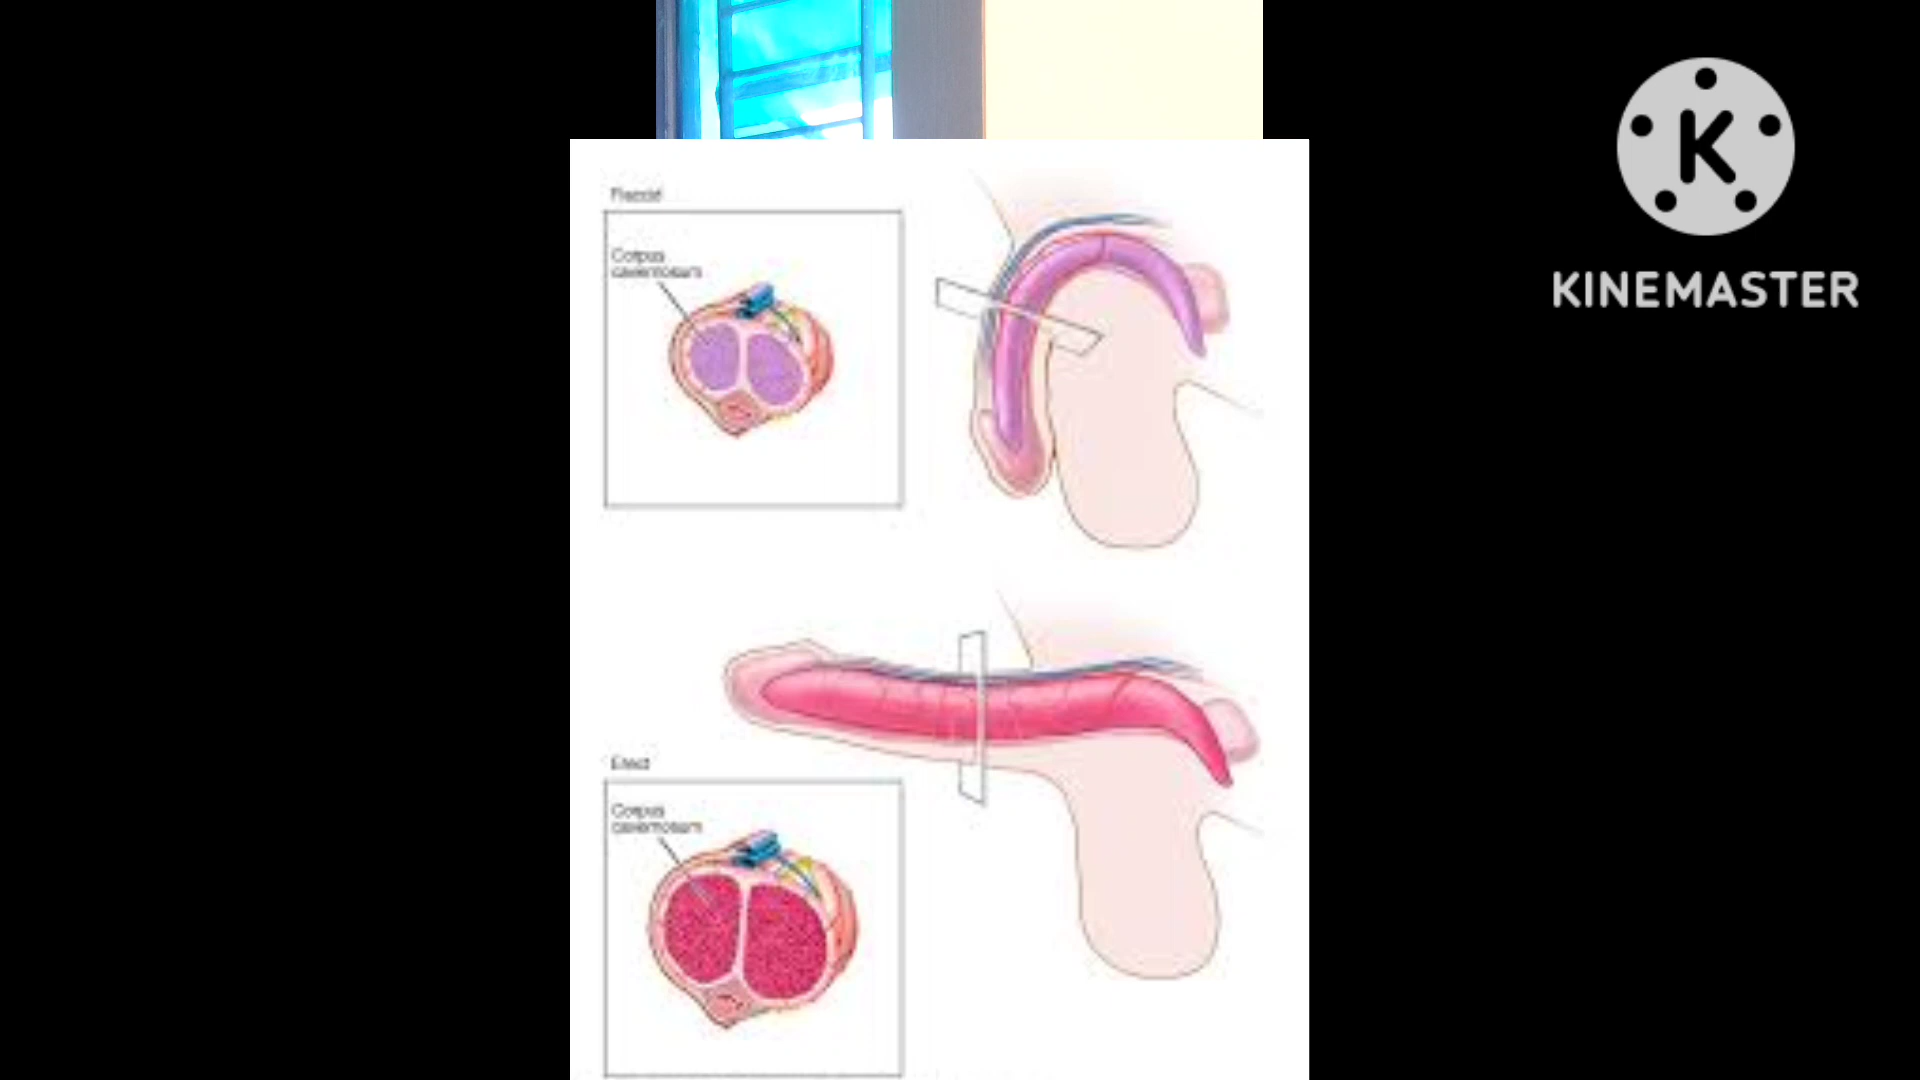 Flaccid
Corpus
cavernosum
Erect
Corpus
cavernosum
K
KINEMASTER